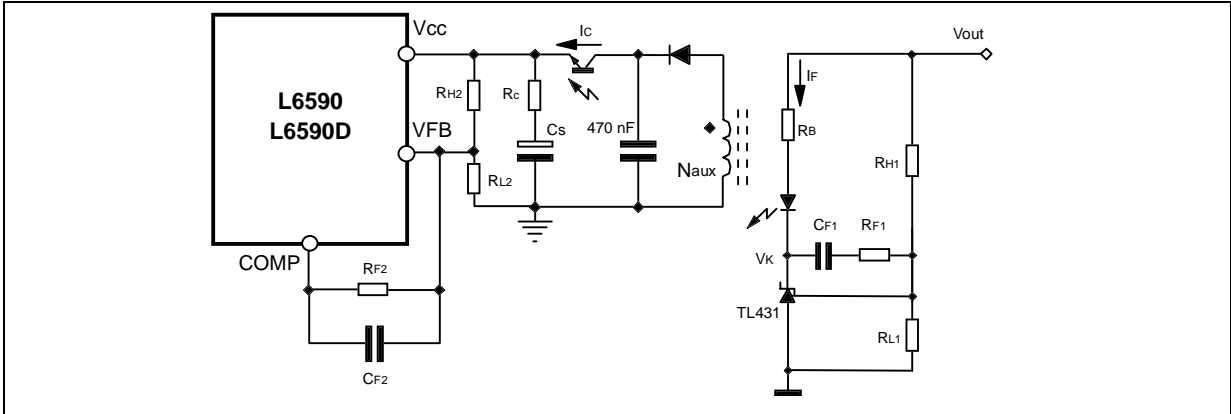 Vcc
IC
Vout
IF
L6590
L6590D
RH2
Rc
RB
VFB
Cs
470 nF
RH1
RL2
Naux
CF1
RF1
COMP
RF2
VK
TL431
RL1
CF2